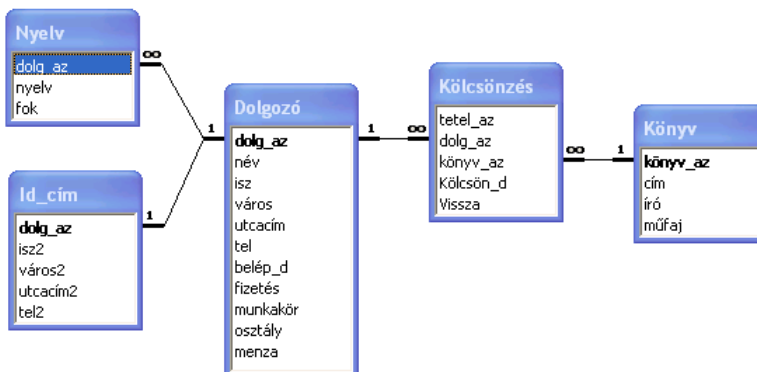 Nyelv
dolg_az
nyelv
fok
Id_cím
dolg_az
isz2
város2
utcacím2
tel2
Dolgozó
dolg_az
név
isz
város
utcacím
tel
belép_d
fizetés
munkakör
osztály
menza
Kölcsönzés
tetel_az
dolg_az
könyv_az
Kölcsön_d
Vissza
Könyv
könyv_az
cím
író
műfaj
∞
1
1
1
∞
∞
1